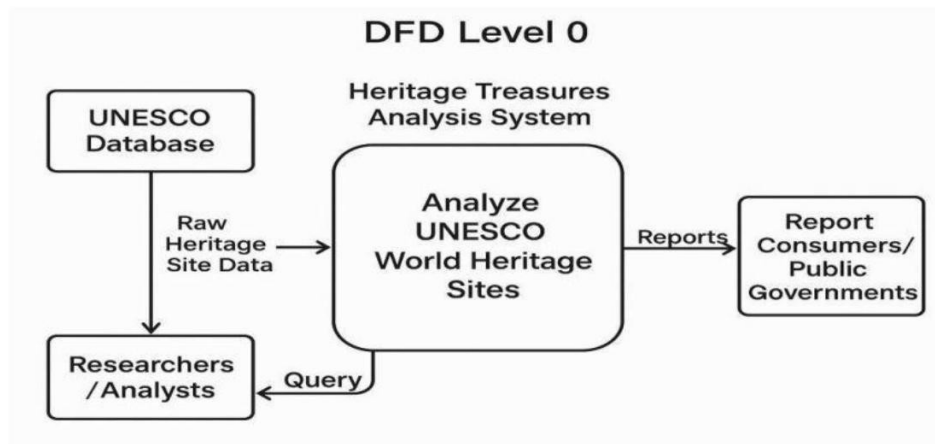 DFD Level 0
Heritage Treasures
Analysis System
UNESCO
Database
Raw
Heritage
Site Data
Analyze
UNESCO
World Heritage
Sites
Reports
Report
Consumers/
Public
Governments
Researchers
/Analysts
Query